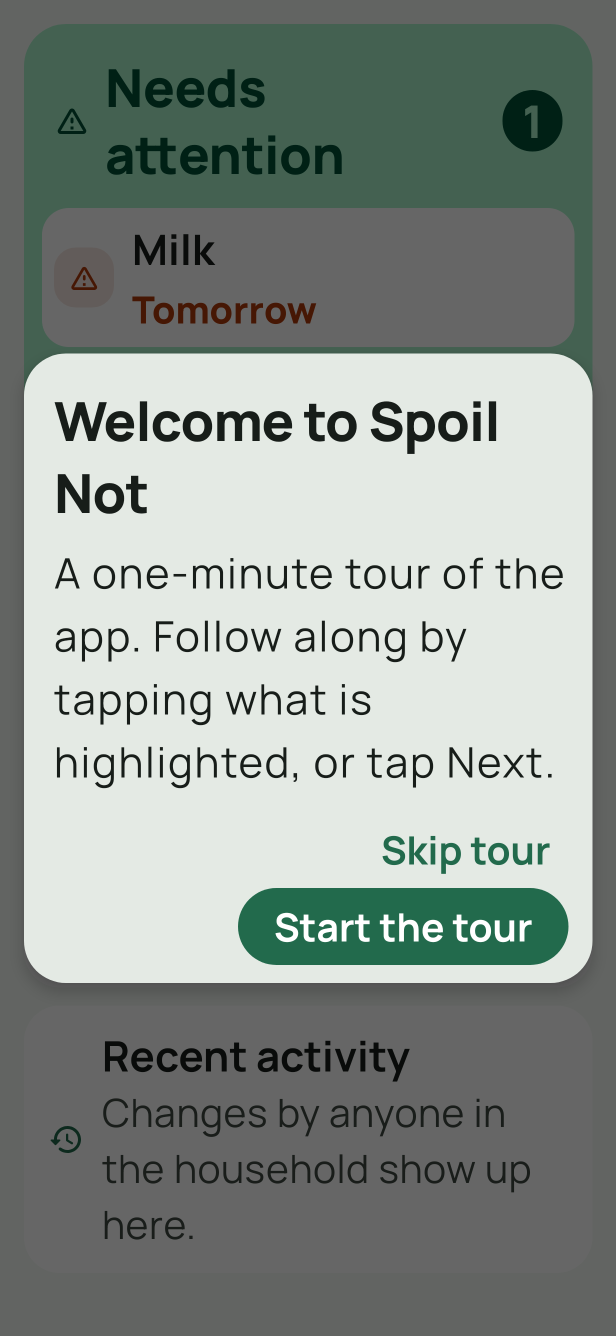 Needs
attention
1
Milk
Tomorrow
Welcome to Spoil
Not
A one-minute tour of the
app. Follow along by
tapping what is
highlighted, or tap Next.
Skip tour
Start the tour
Recent activity
Changes by anyone in
the household show up
here.